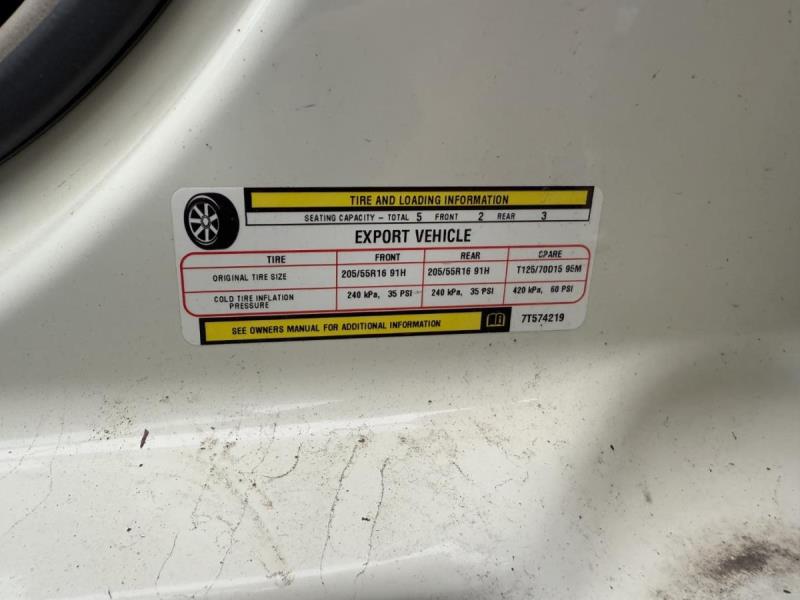 TIRE AND LOADING INFORMATION
SEATING CAPACITY - TOTAL 5 FRONT 2 REAR 3
EXPORT VEHICLE
TIRE FRONT REAR SPARE
ORIGINAL TIRE SIZE 205/55R16 91H 205/55R16 91H T125/70D15 95M
COLD TIRE INFLATION PRESSURE 240 kPa, 35 PSI 240 kPa, 35 PSI 420 kPa, 60 PSI
SEE OWNERS MANUAL FOR ADDITIONAL INFORMATION 7T574219